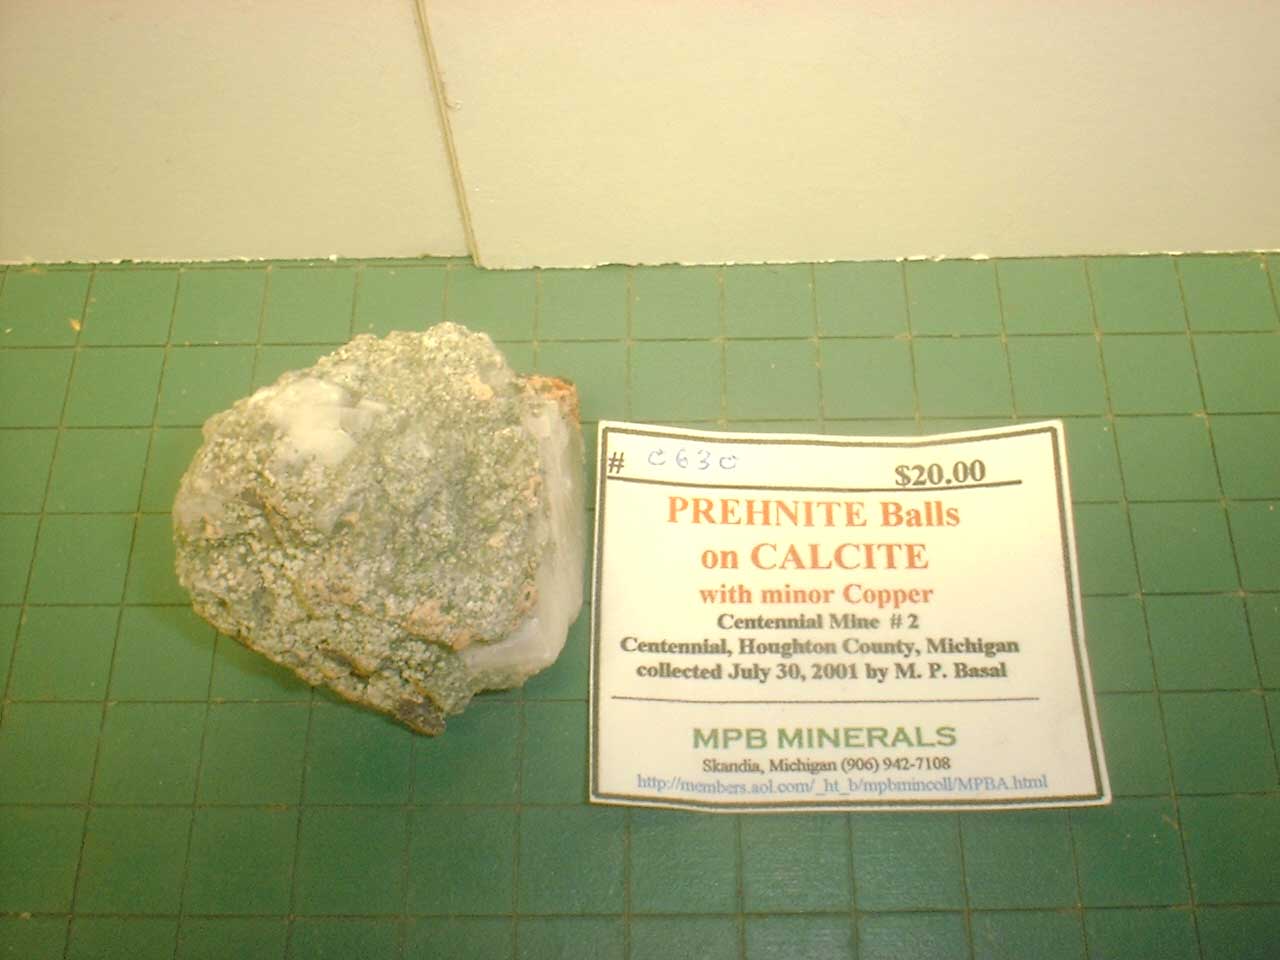 # C630
$20.00
PREHNITE Balls
on CALCITE
with minor Copper
Centennial Mine # 2
Centennial, Houghton County, Michigan
collected July 30, 2001 by M. P. Basal
MPB MINERALS
Skandia, Michigan (906) 942-7108
http://members.aol.com/_ht_b/mpbmincoll/MPBA.html